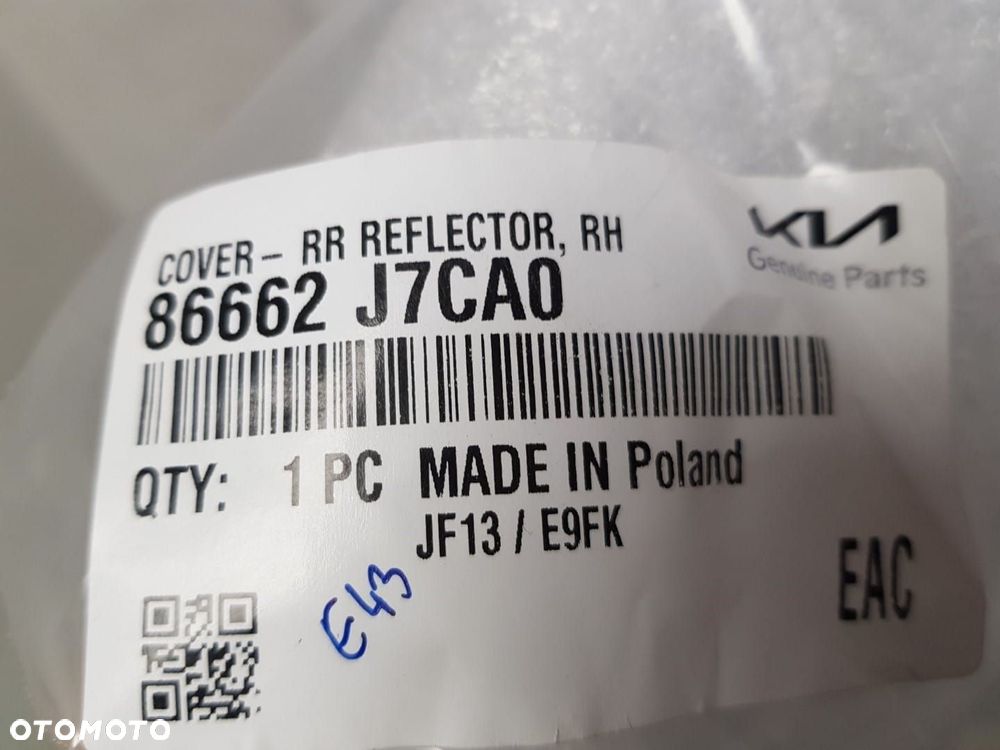 COVER- RR REFLECTOR, RH
KIA
Genuine Parts
86662 J7CA0
QTY: 1 PC MADE IN Poland
JF13 / E9FK
E43
EAC
OTOMOTO